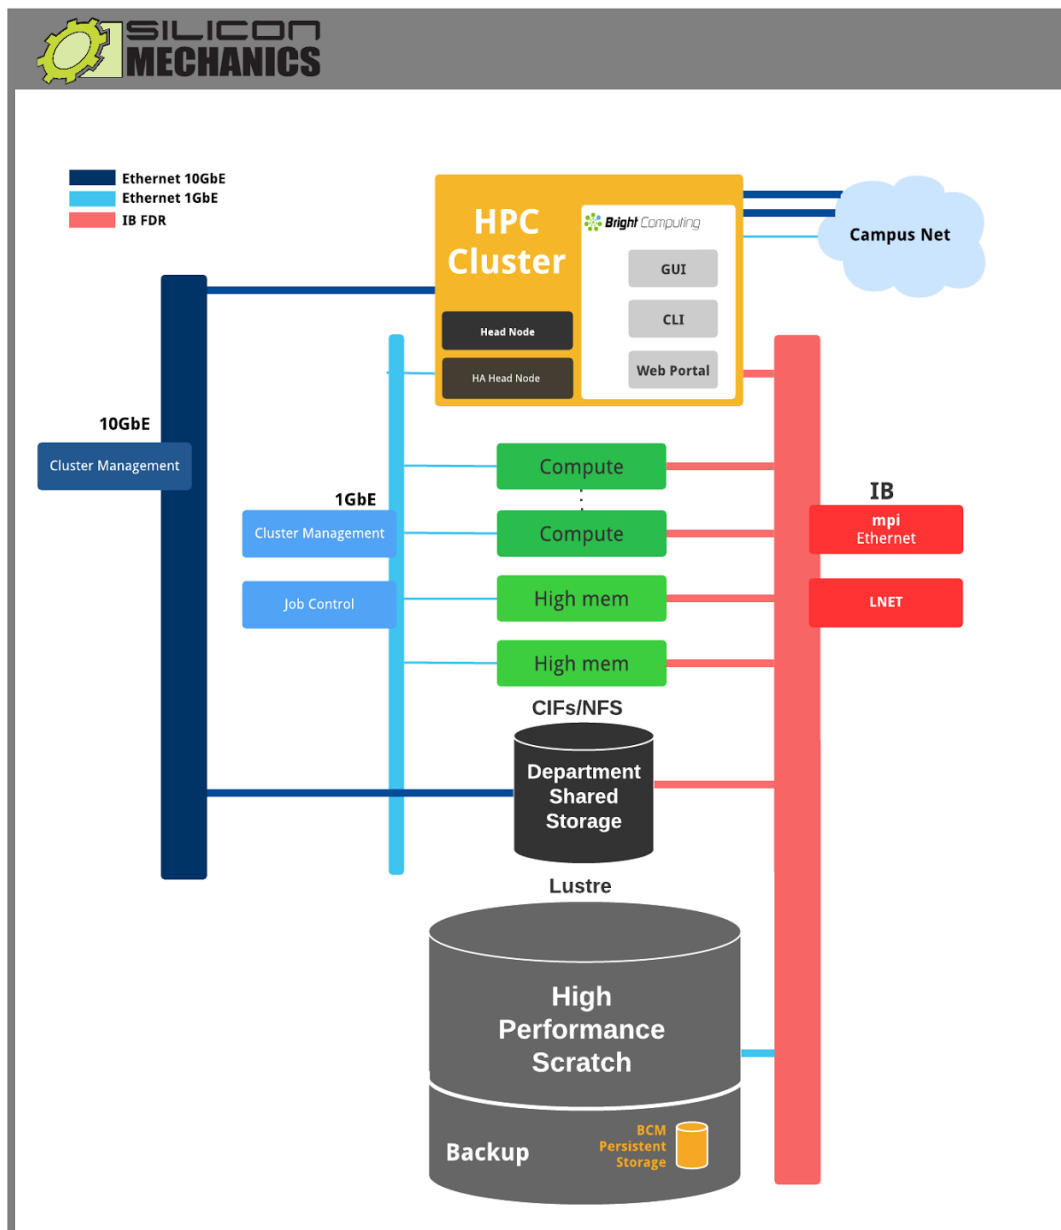 SILICON
MECHANICS
Ethernet 10GbE
Ethernet 1GbE
IB FDR
HPC
Cluster
Bright Computing
GUI
CLI
Web Portal
Head Node
HA Head Node
Campus Net
10GbE
Cluster Management
1GbE
Cluster Management
Job Control
Compute
Compute
High mem
High mem
IB
mpi
Ethernet
LNET
CIFs/NFS
Department
Shared
Storage
Lustre
High
Performance
Scratch
Backup
BCM
Persistent
Storage